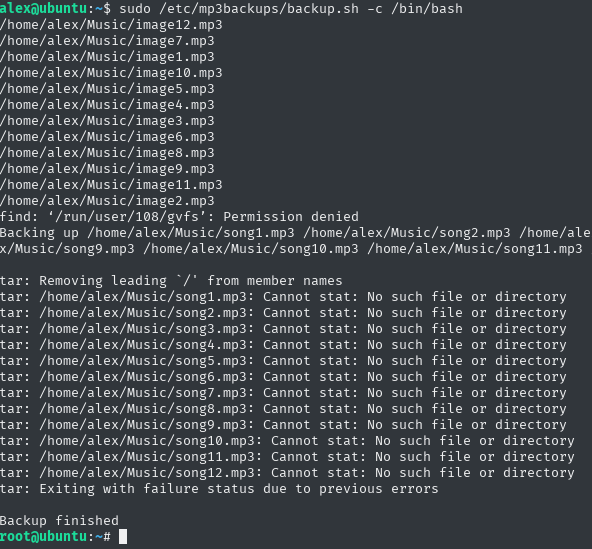 alex@ubuntu:~$ sudo /etc/mp3backups/backup.sh -c /bin/bash
/home/alex/Music/image12.mp3
/home/alex/Music/image7.mp3
/home/alex/Music/image1.mp3
/home/alex/Music/image10.mp3
/home/alex/Music/image5.mp3
/home/alex/Music/image4.mp3
/home/alex/Music/image3.mp3
/home/alex/Music/image6.mp3
/home/alex/Music/image8.mp3
/home/alex/Music/image9.mp3
/home/alex/Music/image11.mp3
/home/alex/Music/image2.mp3
find: ‘/run/user/108/gvfs’: Permission denied
Backing up /home/alex/Music/song1.mp3 /home/alex/Music/song2.mp3 /home/ale
x/Music/song9.mp3 /home/alex/Music/song10.mp3 /home/alex/Music/song11.mp3
tar: Removing leading `/' from member names
tar: /home/alex/Music/song1.mp3: Cannot stat: No such file or directory
tar: /home/alex/Music/song2.mp3: Cannot stat: No such file or directory
tar: /home/alex/Music/song3.mp3: Cannot stat: No such file or directory
tar: /home/alex/Music/song4.mp3: Cannot stat: No such file or directory
tar: /home/alex/Music/song5.mp3: Cannot stat: No such file or directory
tar: /home/alex/Music/song6.mp3: Cannot stat: No such file or directory
tar: /home/alex/Music/song7.mp3: Cannot stat: No such file or directory
tar: /home/alex/Music/song8.mp3: Cannot stat: No such file or directory
tar: /home/alex/Music/song9.mp3: Cannot stat: No such file or directory
tar: /home/alex/Music/song10.mp3: Cannot stat: No such file or directory
tar: /home/alex/Music/song11.mp3: Cannot stat: No such file or directory
tar: /home/alex/Music/song12.mp3: Cannot stat: No such file or directory
tar: Exiting with failure status due to previous errors
Backup finished
root@ubuntu:~#